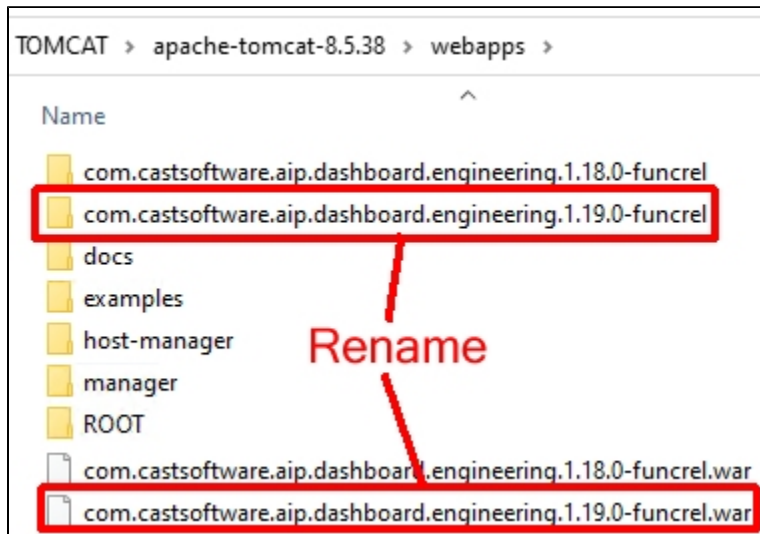 TOMCAT > apache-tomcat-8.5.38 > webapps >
Name
com.castsoftware.aip.dashboard.engineering.1.18.0-funcrel
com.castsoftware.aip.dashboard.engineering.1.19.0-funcrel
docs
examples
host-manager
Rename
manager
ROOT
com.castsoftware.aip.dashboard.engineering.1.18.0-funcrel.war
com.castsoftware.aip.dashboard.engineering.1.19.0-funcrel.war